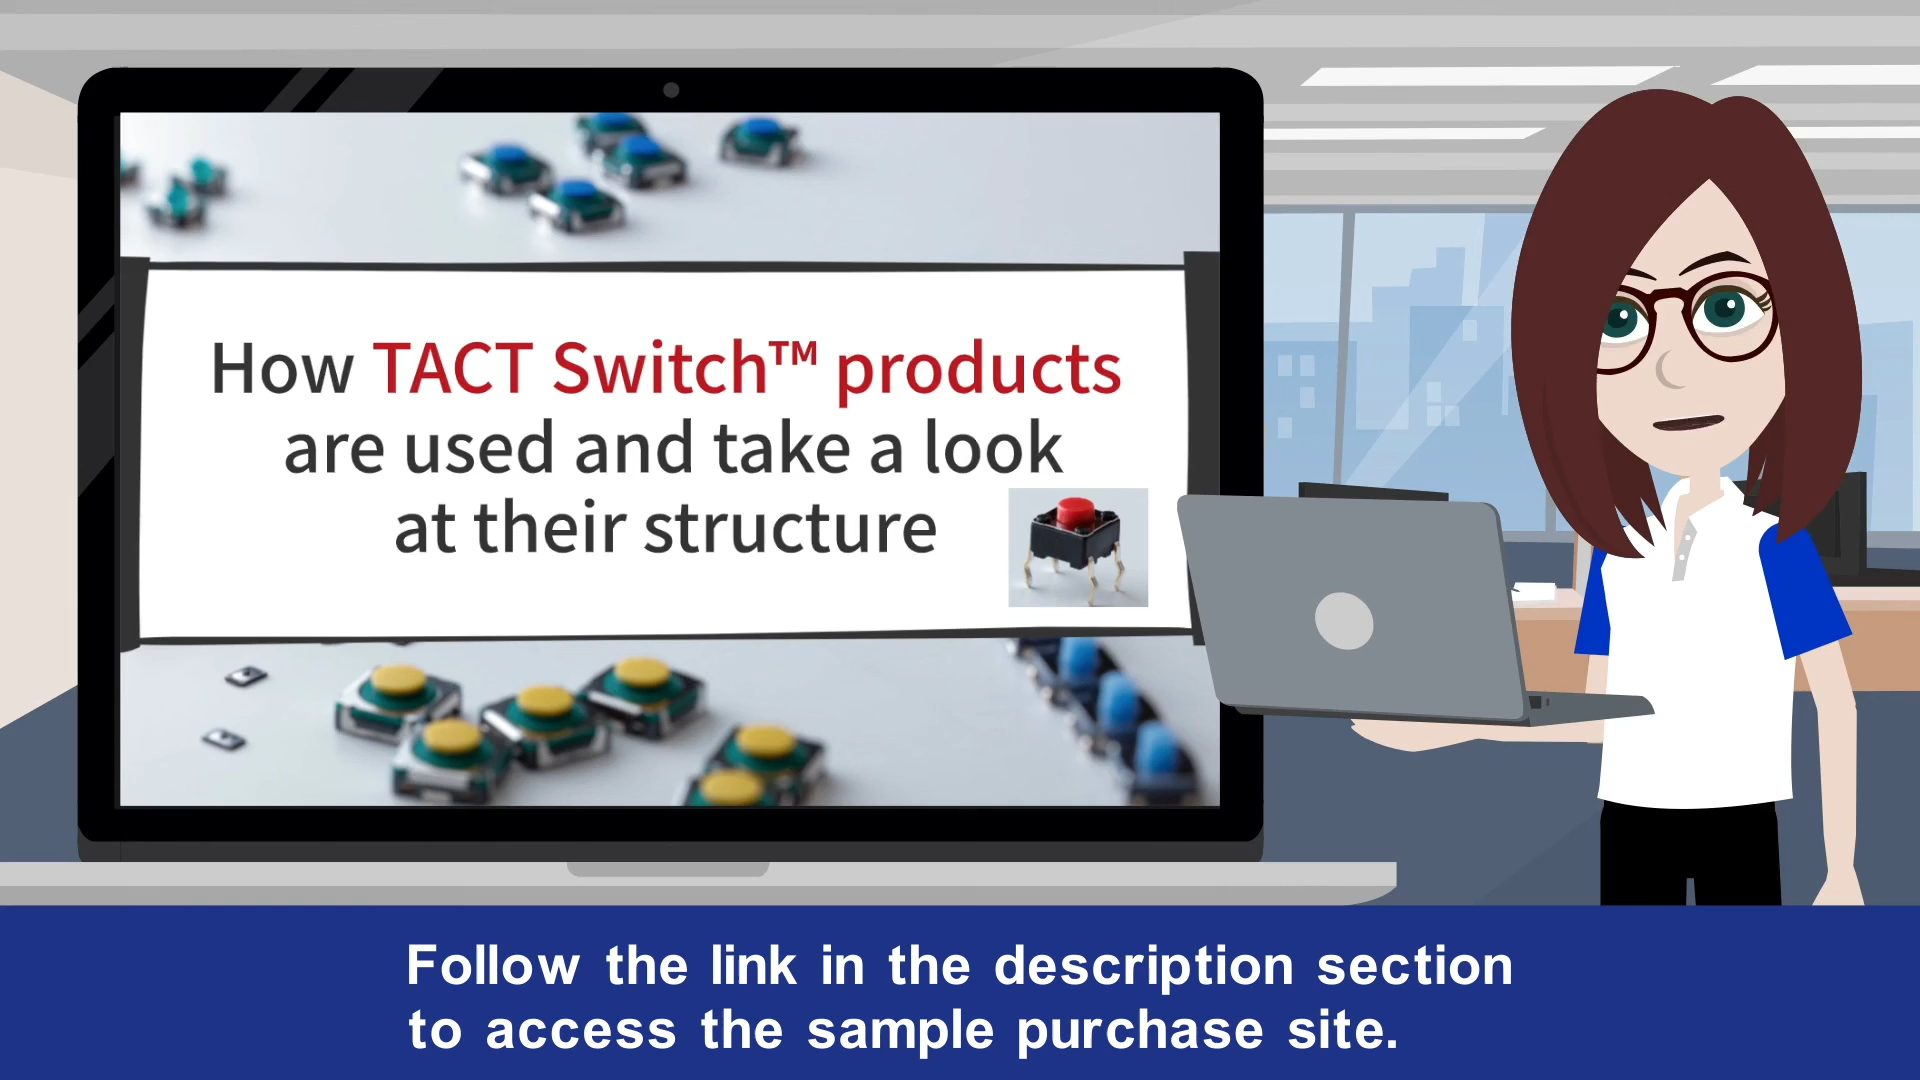 How TACT Switch™ products
are used and take a look
at their structure
Follow the link in the description section
to access the sample purchase site.